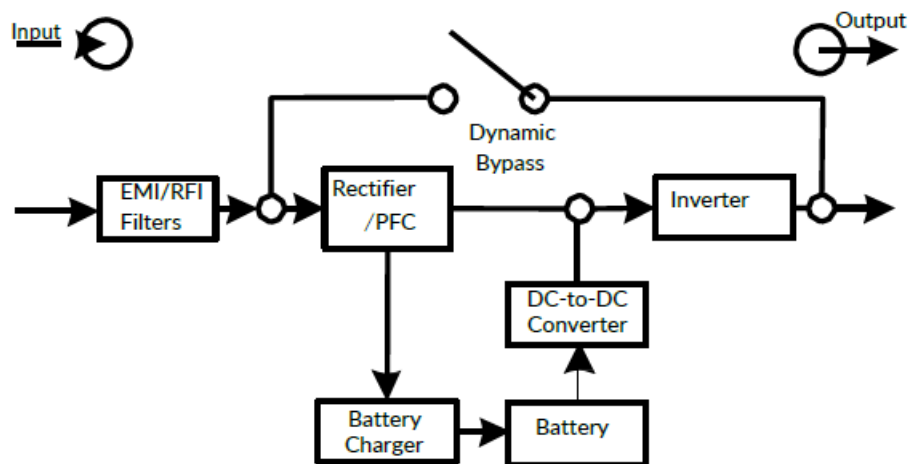 Input
Output
Dynamic
Bypass
EMI/RFI
Filters
Rectifier
/PFC
Inverter
DC-to-DC
Converter
Battery
Charger
Battery